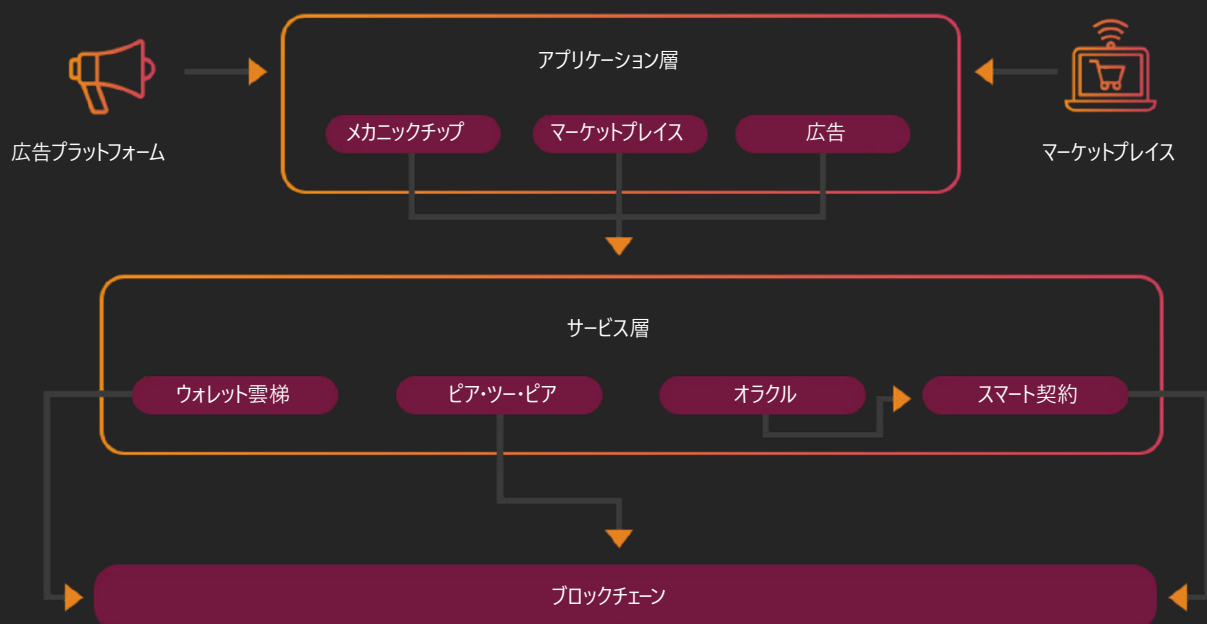 アプリケーション層
メカニックチップ
マーケットプレイス
広告
広告プラットフォーム
マーケットプレイス
サービス層
ウォレット雲梯
ピア・ツー・ピア
オラクル
スマート契約
ブロックチェーン